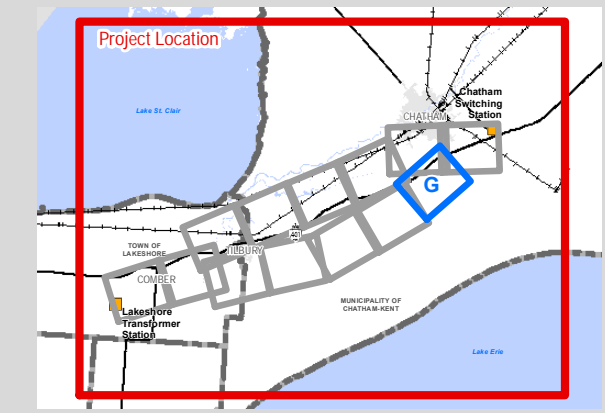 Project Location
Chatham
Switching
Station
Lake St. Clair
CHATHAM
G
401
TOWN OF
LAKESHORE
TILBURY
COMBER
MUNICIPALITY OF
CHATHAM-KENT
Lakeshore
Transformer
Station
Lake Erie